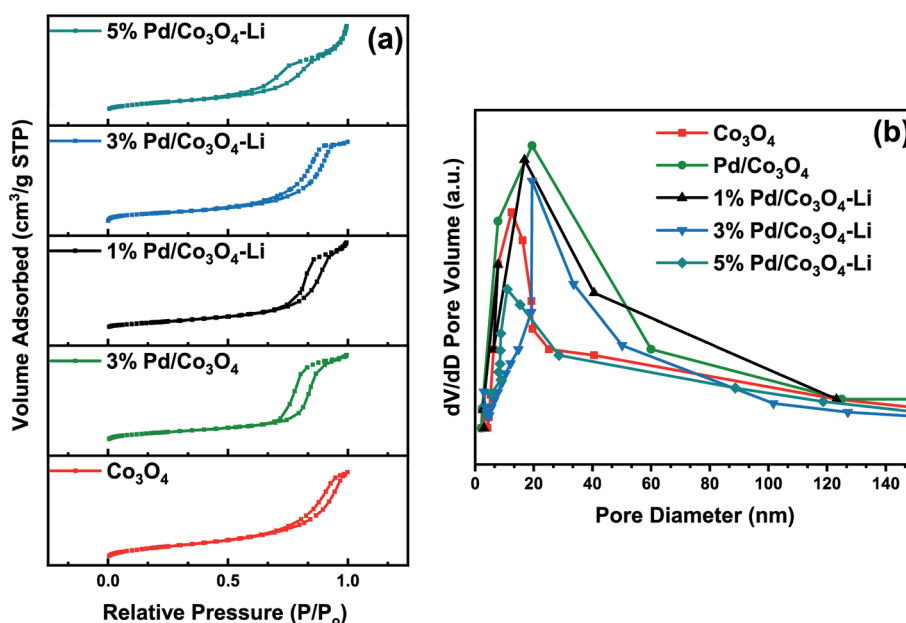 (a)
5% Pd/Co₃O₄-Li
3% Pd/Co₃O₄-Li
1% Pd/Co₃O₄-Li
3% Pd/Co₃O₄
Co₃O₄
Volume Adsorbed (cm³/g STP)
0.0 0.5 1.0
Relative Pressure (P/Pₒ)
(b)
Co₃O₄
Pd/Co₃O₄
1% Pd/Co₃O₄-Li
3% Pd/Co₃O₄-Li
5% Pd/Co₃O₄-Li
dV/dD Pore Volume (a.u.)
0 20 40 60 80 100 120 140
Pore Diameter (nm)